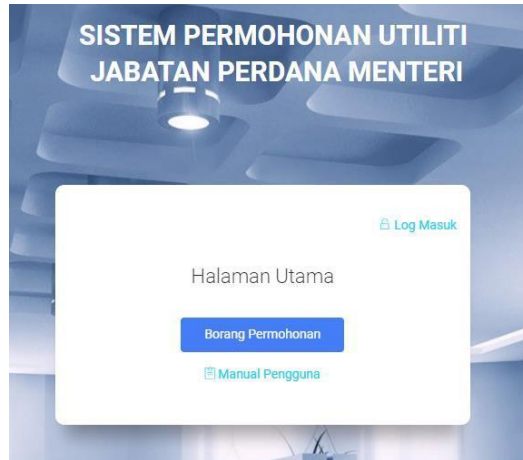 SISTEM PERMOHONAN UTILITI
JABATAN PERDANA MENTERI
Log Masuk
Halaman Utama
Borang Permohonan
Manual Pengguna